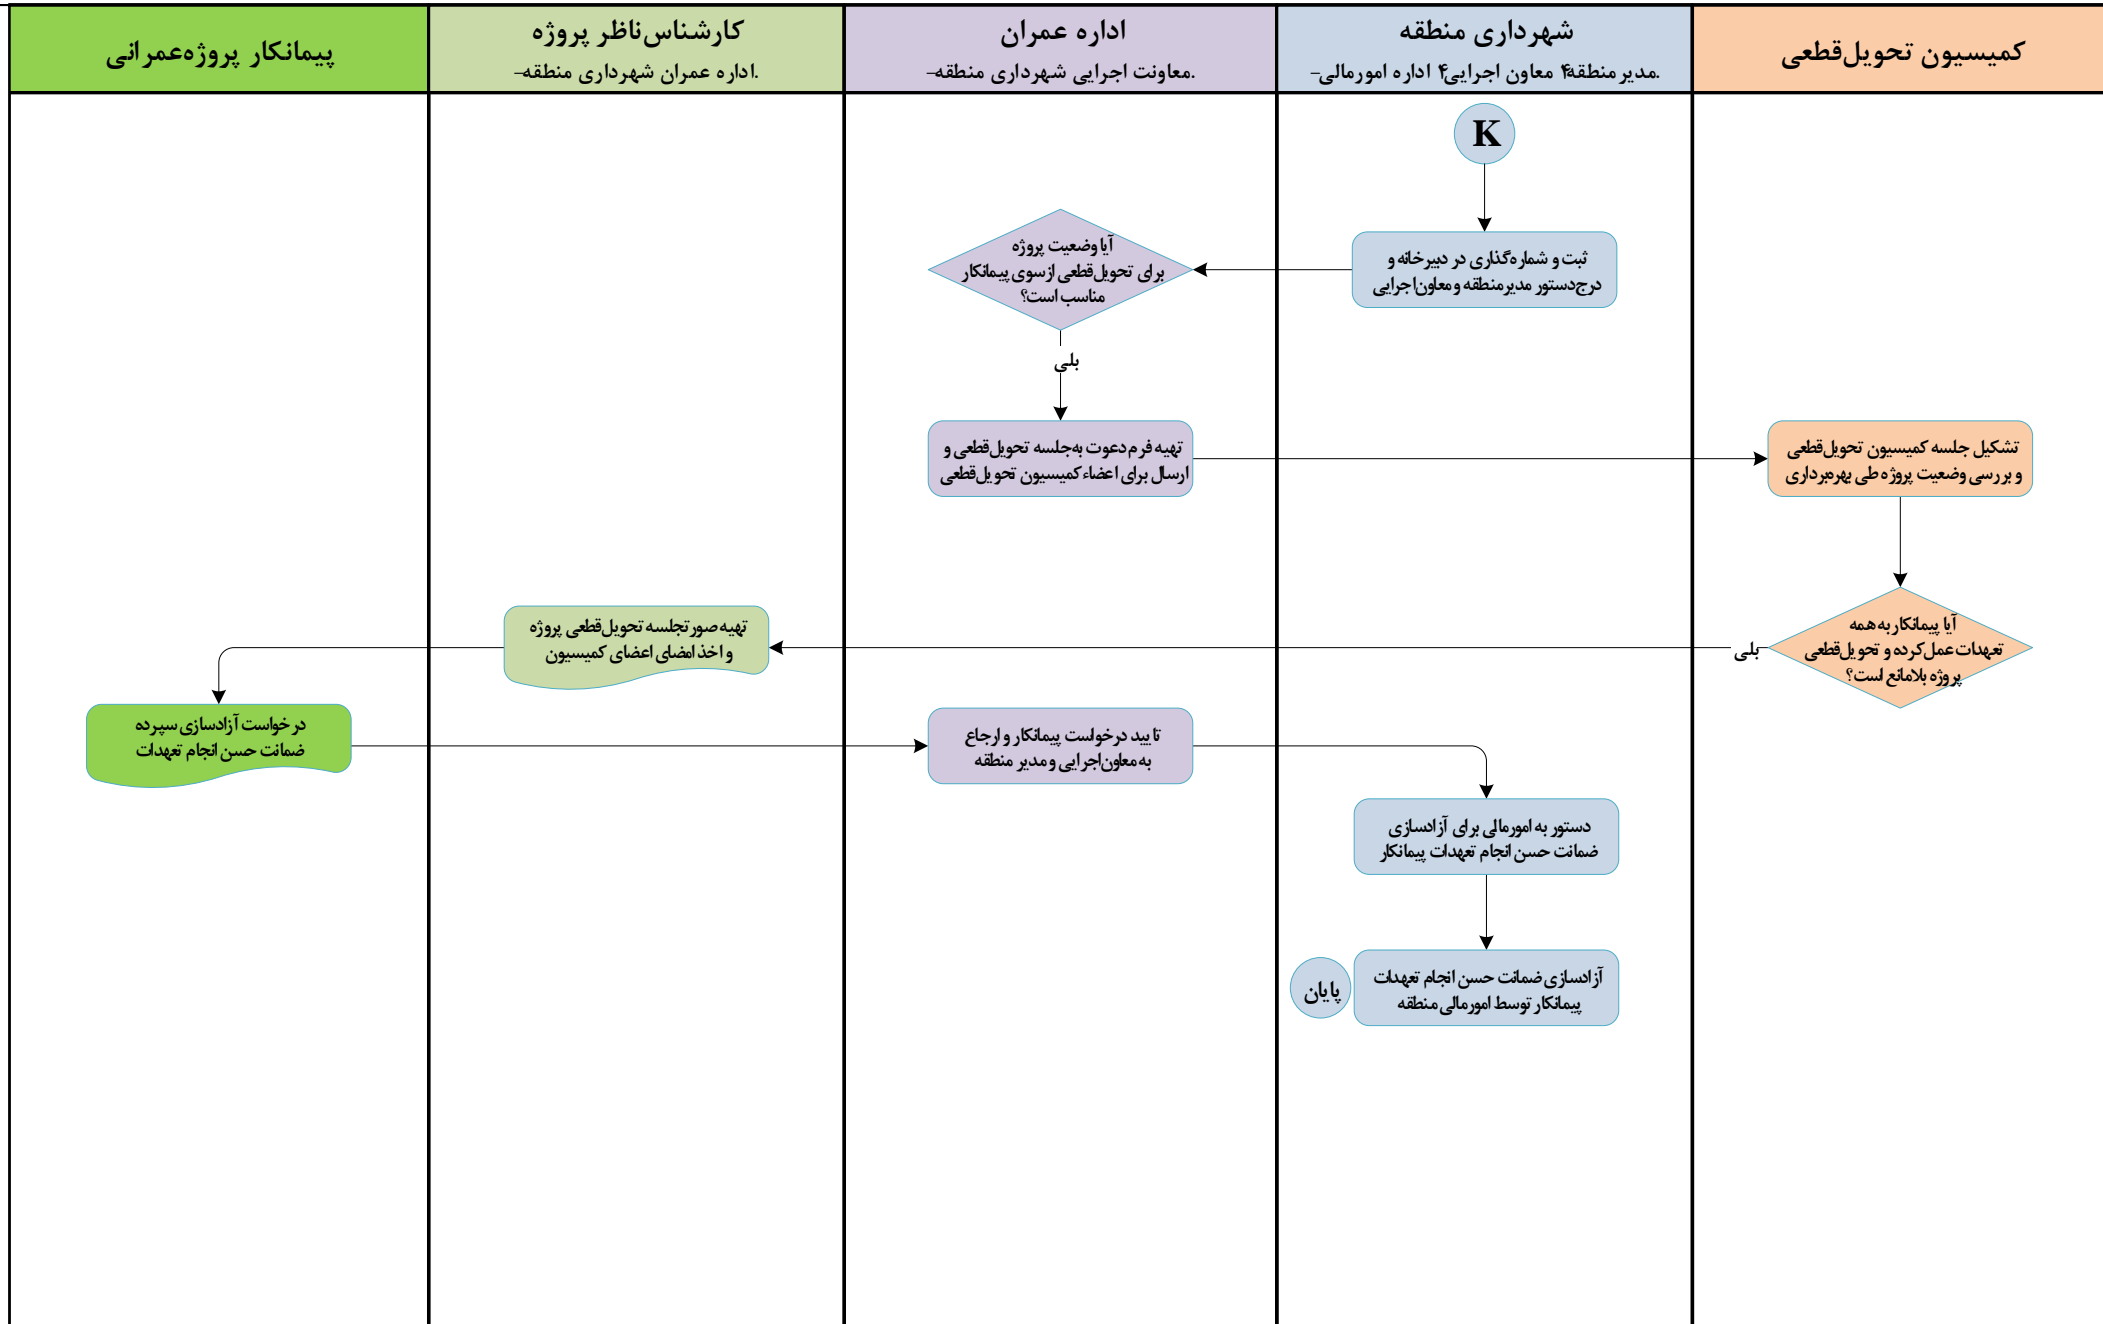 کمیسیون تحویل‌قطعی
شهرداری منطقه
.مدیرمنطقه۴ معاون اجرایی۴ اداره امورمالی–
اداره عمران
.معاونت اجرایی شهرداری منطقه–
کارشناس‌ناظر پروژه
.اداره عمران شهرداری منطقه–
پیمانکار پروژه‌عمرانی
K
ثبت و شماره‌گذاری در دبیرخانه و
درج‌دستور مدیرمنطقه و معاون‌اجرایی
آیا وضعیت پروژه
برای تحویل‌قطعی ازسوی پیمانکار
مناسب است؟
بلی
تهیه فرم دعوت به‌جلسه تحویل‌قطعی و
ارسال برای اعضاء کمیسیون تحویل‌قطعی
تشکیل جلسه کمیسیون تحویل‌قطعی
و بررسی وضعیت پروژه طی بهره‌برداری
آیا پیمانکار به همه
تعهدات عمل‌کرده و تحویل‌قطعی
پروژه بلامانع است؟
بلی
تهیه صورتجلسه تحویل‌قطعی پروژه
و اخذ امضای اعضای کمیسیون
درخواست آزادسازی سپرده
ضمانت حسن انجام تعهدات
تایید درخواست پیمانکار و ارجاع
به‌معاون‌اجرایی و مدیر منطقه
دستور به امورمالی برای آزادسازی
ضمانت حسن انجام تعهدات پیمانکار
آزادسازی ضمانت حسن انجام تعهدات
پیمانکار توسط امورمالی منطقه
پایان